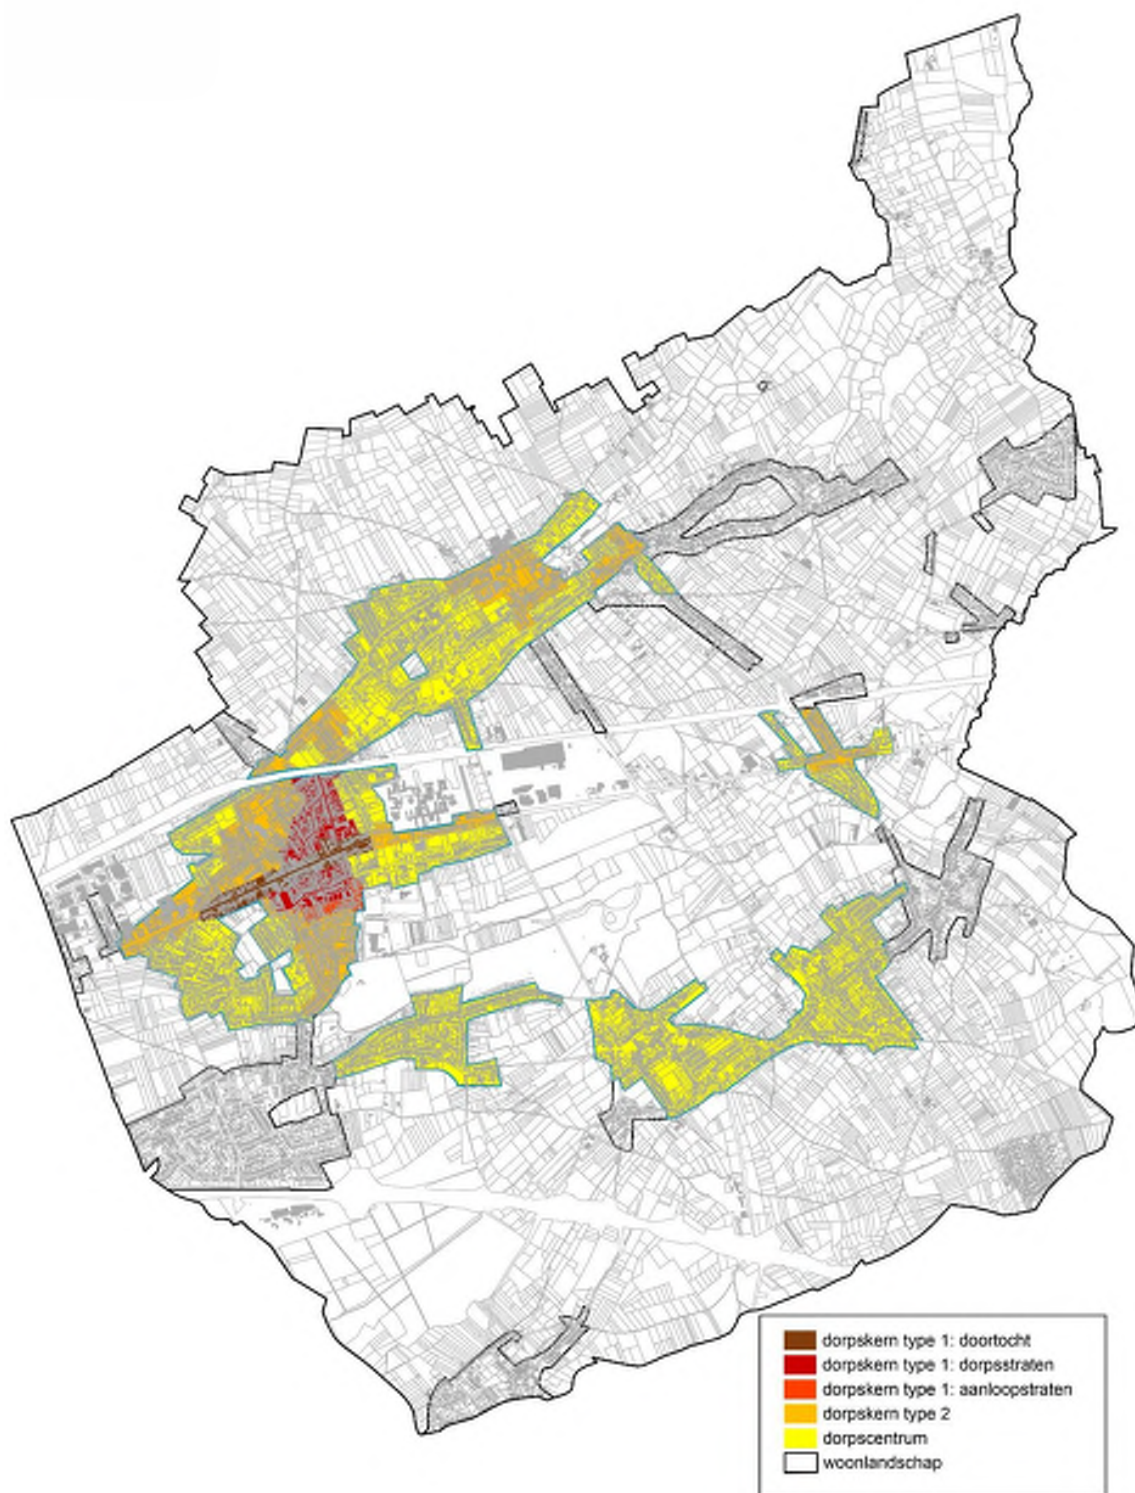 dorpskern type 1: doortocht
dorpskern type 1: dorpsstraten
dorpskern type 1: aanloopstraten
dorpskern type 2
dorpscentrum
woonlandschap